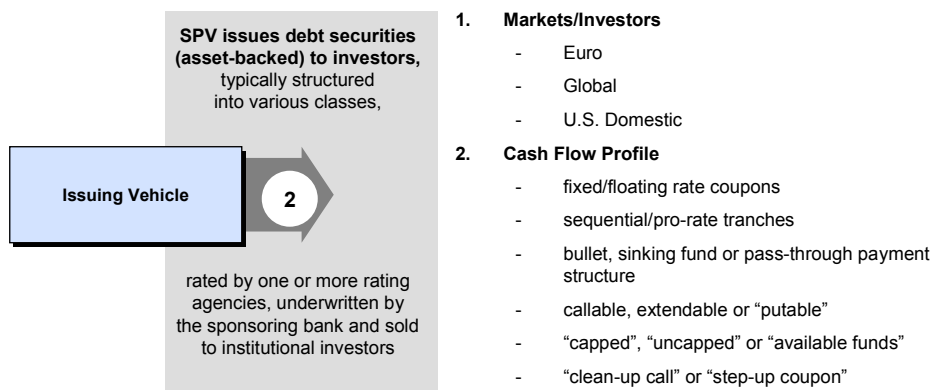 SPV issues debt securities
(asset-backed) to investors,
typically structured
into various classes,
Issuing Vehicle
2
rated by one or more rating
agencies, underwritten by
the sponsoring bank and sold
to institutional investors
1. Markets/Investors
- Euro
- Global
- U.S. Domestic
2. Cash Flow Profile
- fixed/floating rate coupons
- sequential/pro-rate tranches
- bullet, sinking fund or pass-through payment
structure
- callable, extendable or “putable”
- “capped”, “uncapped” or “available funds”
- “clean-up call” or “step-up coupon”